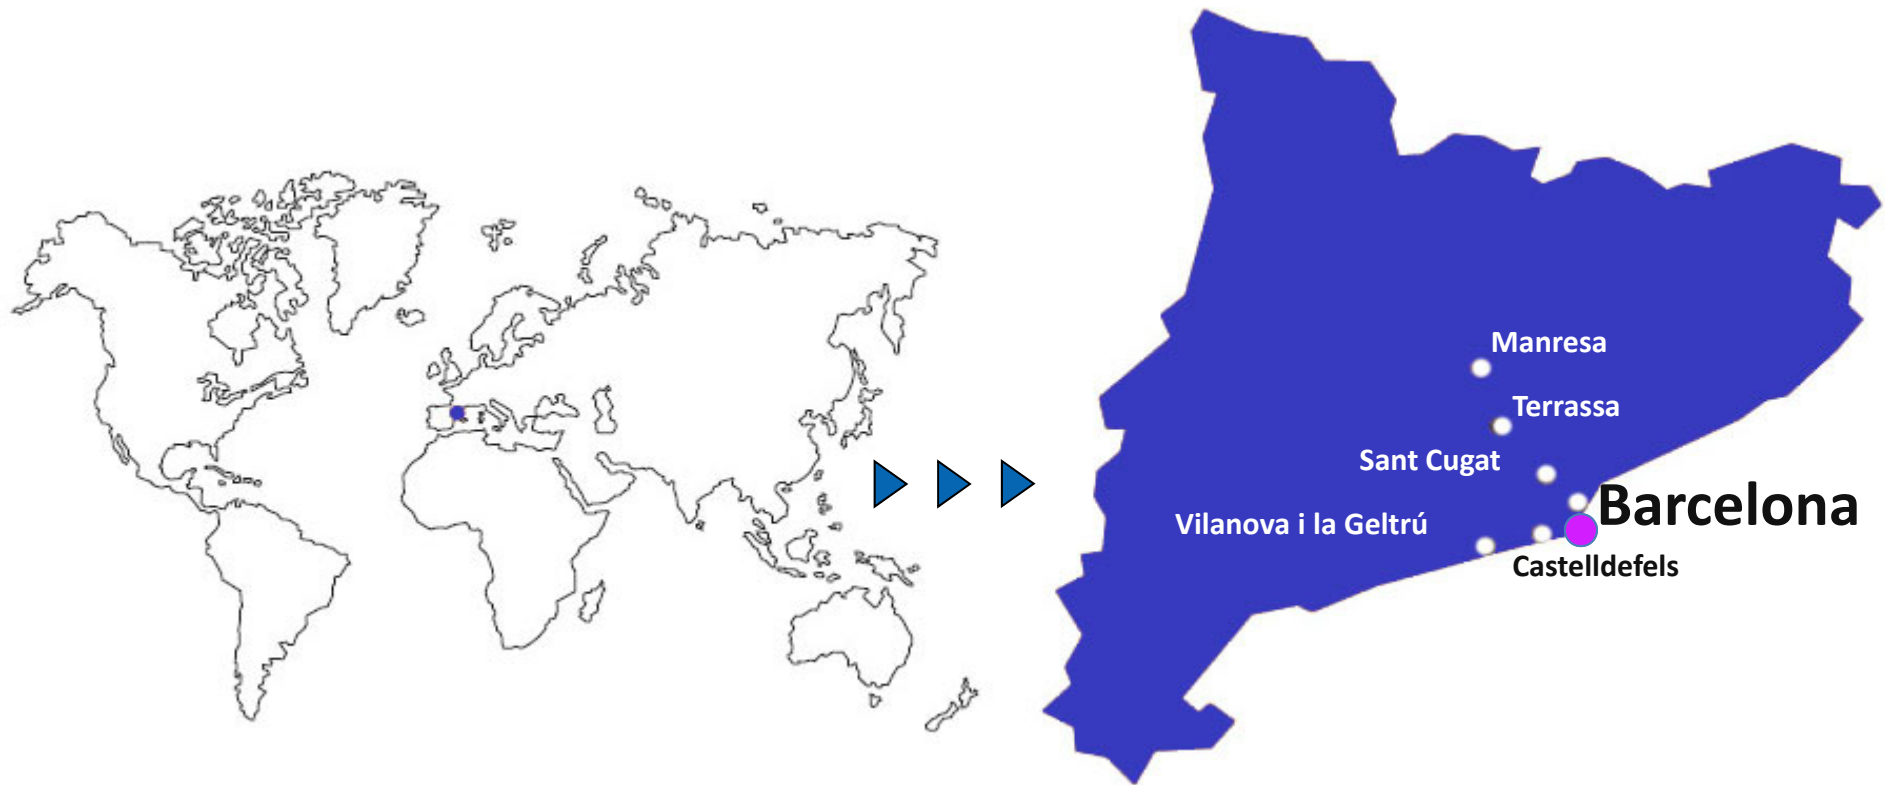 Manresa
Terrassa
Sant Cugat
Barcelona
Vilanova i la Geltrú
Castelldefels